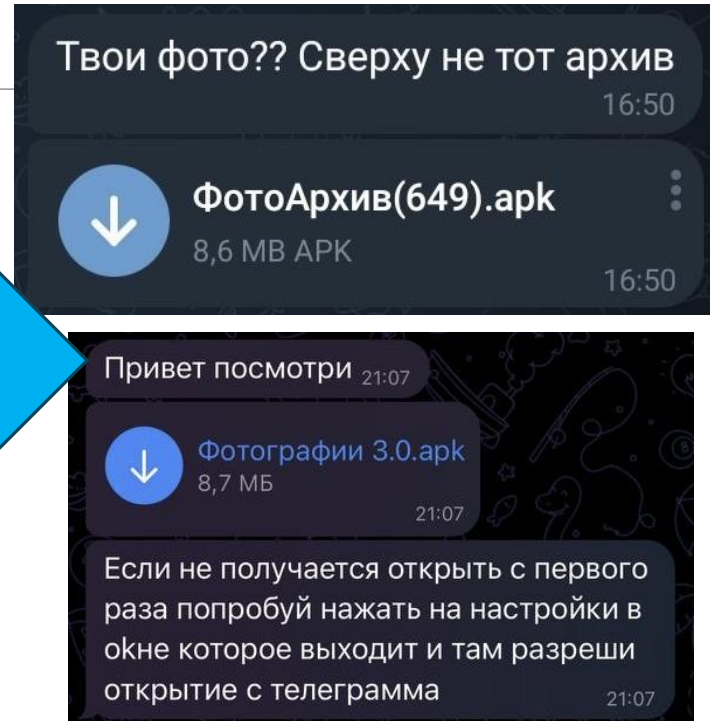 Твои фото?? Сверху не тот архив
16:50
ФотоАрхив(649).apk
8,6 MB APK
16:50
Привет посмотри 21:07
Фотографии 3.0.apk
8,7 МБ
21:07
Если не получается открыть с первого
раза попробуй нажать на настройки в
окне которое выходит и там разреши
открытие с телеграмма
21:07